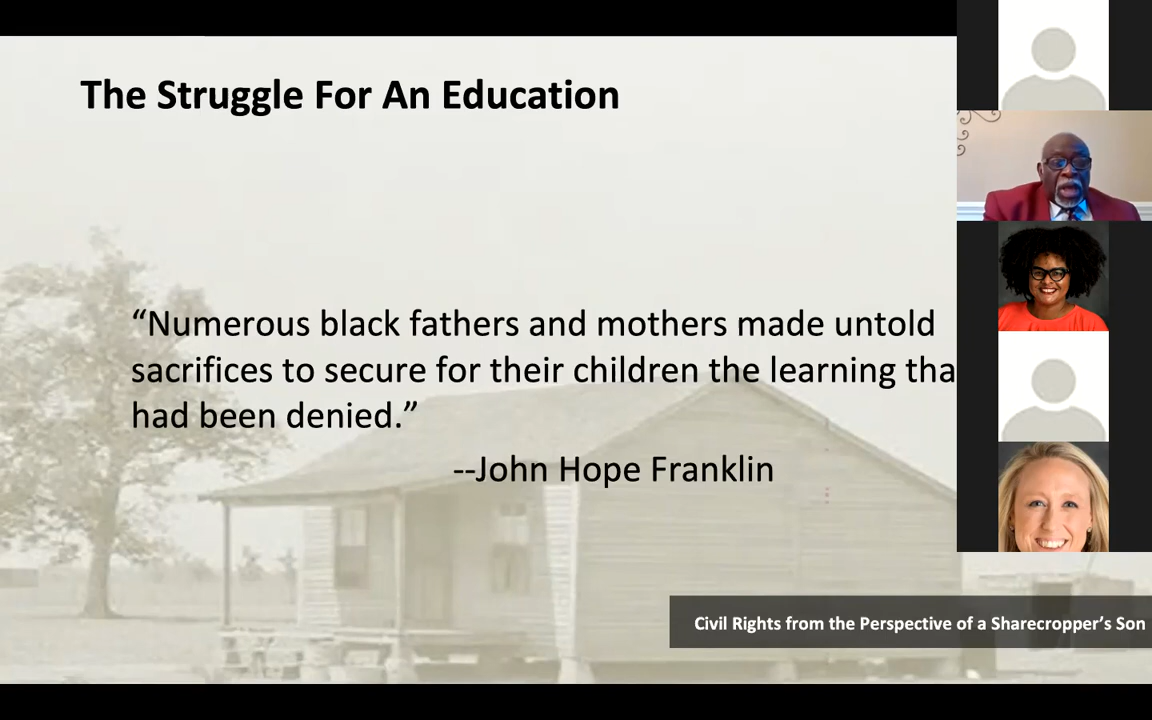 The Struggle For An Education
“Numerous black fathers and mothers made untold
sacrifices to secure for their children the learning tha
had been denied.”
--John Hope Franklin
Civil Rights from the Perspective of a Sharecropper’s Son